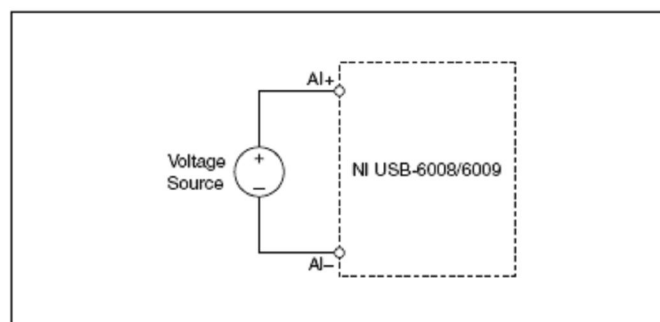 AI+
+
Voltage
Source
–
NI USB-6008/6009
AI–